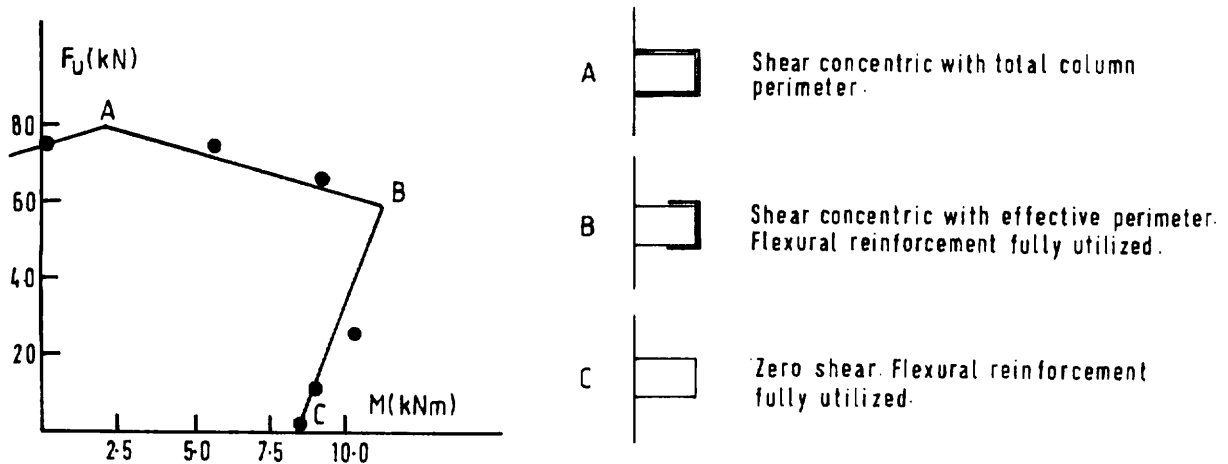 Fu(kN)
A
80
60
B
40
20
C
M(kNm)
2·5
5·0
7·5
10·0
A
Shear concentric with total column
perimeter.
B
Shear concentric with effective perimeter.
Flexural reinforcement fully utilized.
C
Zero shear. Flexural reinforcement
fully utilized.